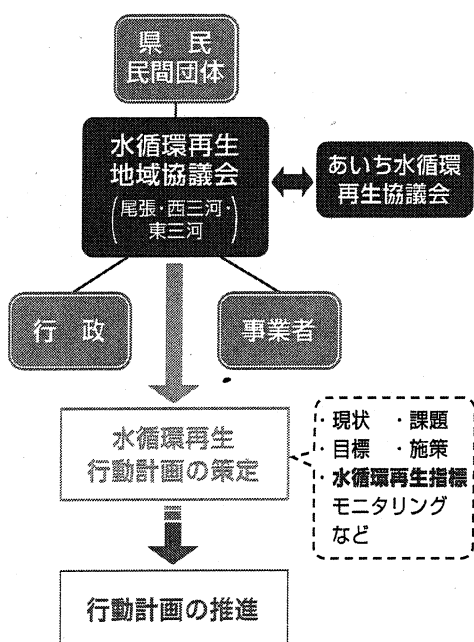 県 民
民間団体
水循環再生
地域協議会
(尾張・西三河・
東三河)
あいち水循環
再生協議会
行 政
事業者
水循環再生
行動計画の策定
・現状 ・課題
・目標 ・施策
・水循環再生指標
モニタリング
など
行動計画の推進